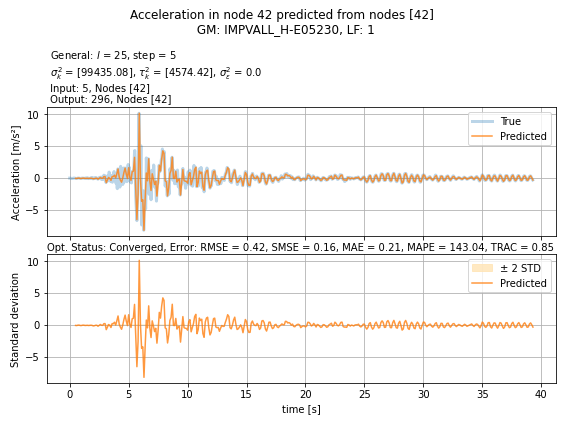 Acceleration in node 42 predicted from nodes [42]
GM: IMPVALL_H-E05230, LF: 1
General: l = 25, step = 5
σ²ₖ = [99435.08], τ²ₖ = [4574.42], σ²ε = 0.0
Input: 5, Nodes [42]
Output: 296, Nodes [42]
Acceleration [m/s²]
10
5
0
−5
True
Predicted
Opt. Status: Converged, Error: RMSE = 0.42, SMSE = 0.16, MAE = 0.21, MAPE = 143.04, TRAC = 0.85
Standard deviation
10
5
0
−5
± 2 STD
Predicted
0 5 10 15 20 25 30 35 40
time [s]